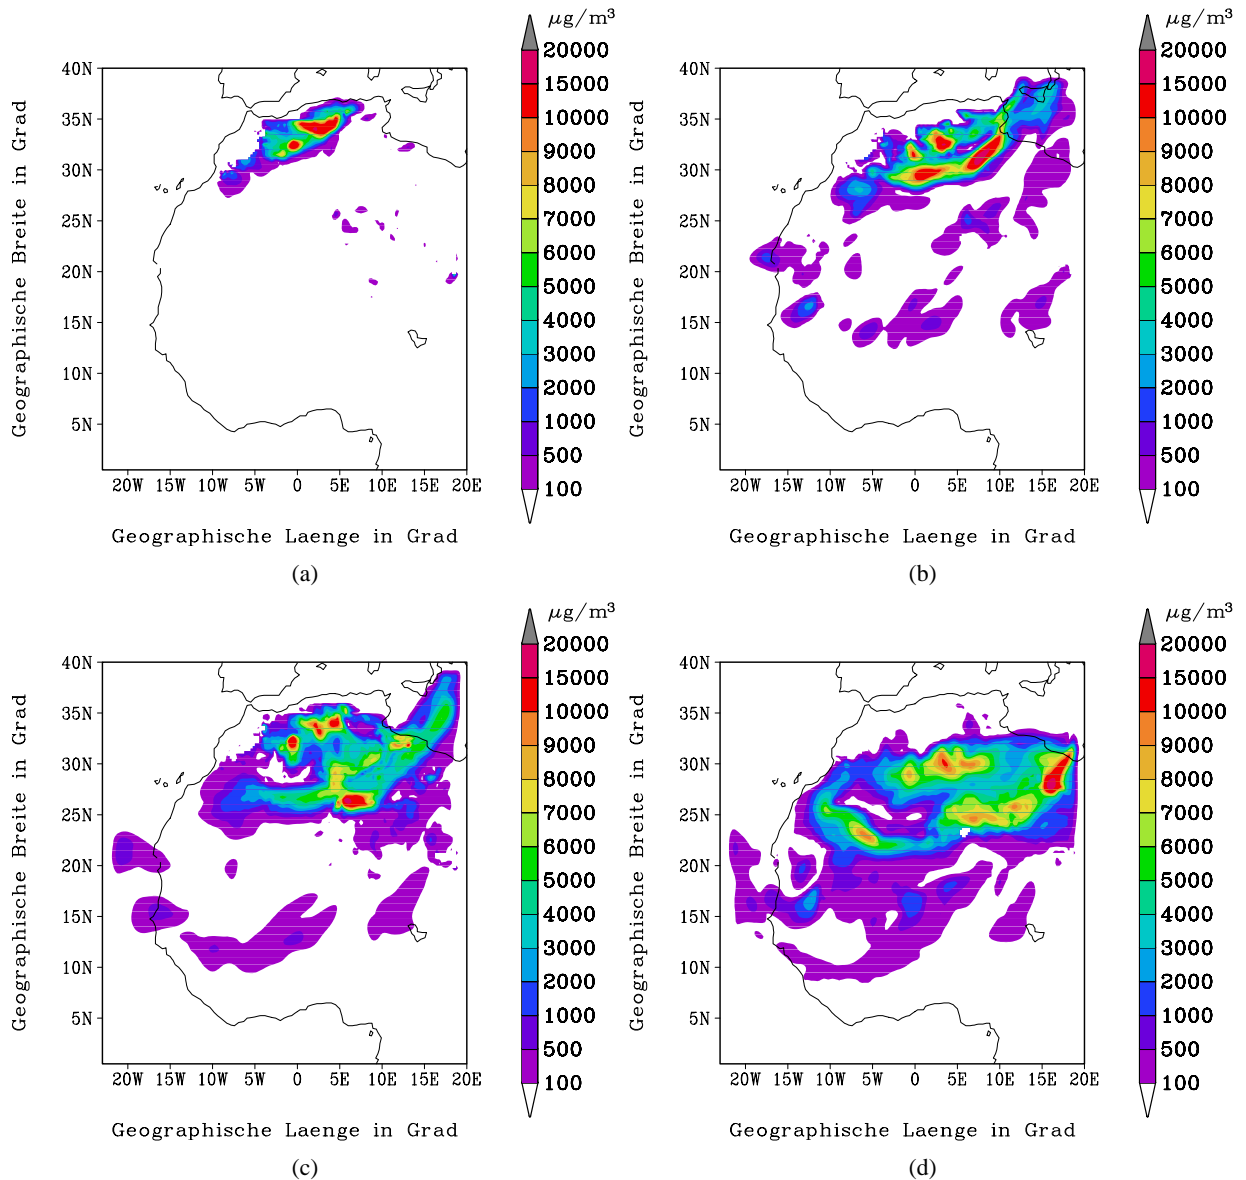 µg/m³
20000
15000
10000
9000
8000
7000
6000
5000
4000
3000
2000
1000
500
100
40N
35N
30N
25N
20N
15N
10N
5N
20W 15W 10W 5W 0 5E 10E 15E 20E
Geographische Breite in Grad
Geographische Laenge in Grad
(a)
µg/m³
20000
15000
10000
9000
8000
7000
6000
5000
4000
3000
2000
1000
500
100
40N
35N
30N
25N
20N
15N
10N
5N
20W 15W 10W 5W 0 5E 10E 15E 20E
Geographische Breite in Grad
Geographische Laenge in Grad
(b)
µg/m³
20000
15000
10000
9000
8000
7000
6000
5000
4000
3000
2000
1000
500
100
40N
35N
30N
25N
20N
15N
10N
5N
20W 15W 10W 5W 0 5E 10E 15E 20E
Geographische Breite in Grad
Geographische Laenge in Grad
(c)
µg/m³
20000
15000
10000
9000
8000
7000
6000
5000
4000
3000
2000
1000
500
100
40N
35N
30N
25N
20N
15N
10N
5N
20W 15W 10W 5W 0 5E 10E 15E 20E
Geographische Breite in Grad
Geographische Laenge in Grad
(d)